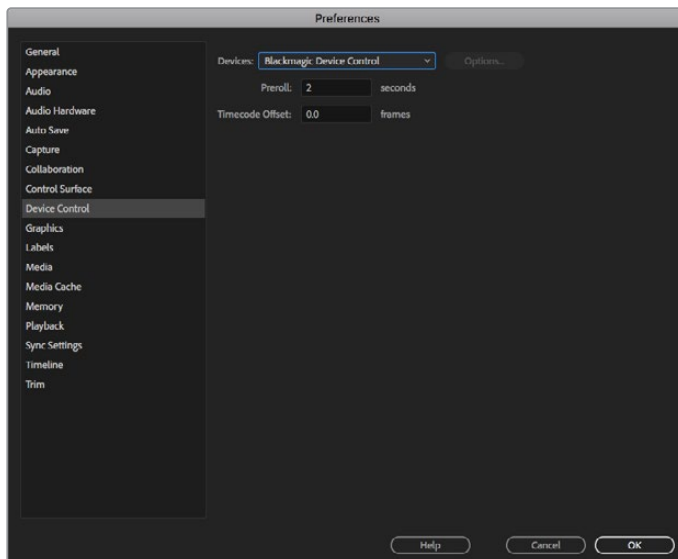 Preferences
General
Appearance
Audio
Audio Hardware
Auto Save
Capture
Collaboration
Control Surface
Device Control
Graphics
Labels
Media
Media Cache
Memory
Playback
Sync Settings
Timeline
Trim
Devices: Blackmagic Device Control Options...
Preroll: 2 seconds
Timecode Offset: 0.0 frames
Help Cancel OK